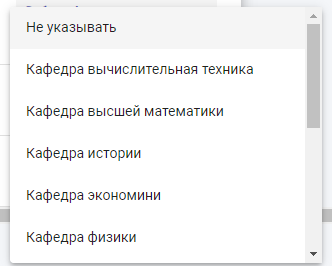 Не указывать
Кафедра вычислительная техника
Кафедра высшей математики
Кафедра истории
Кафедра экономини
Кафедра физики